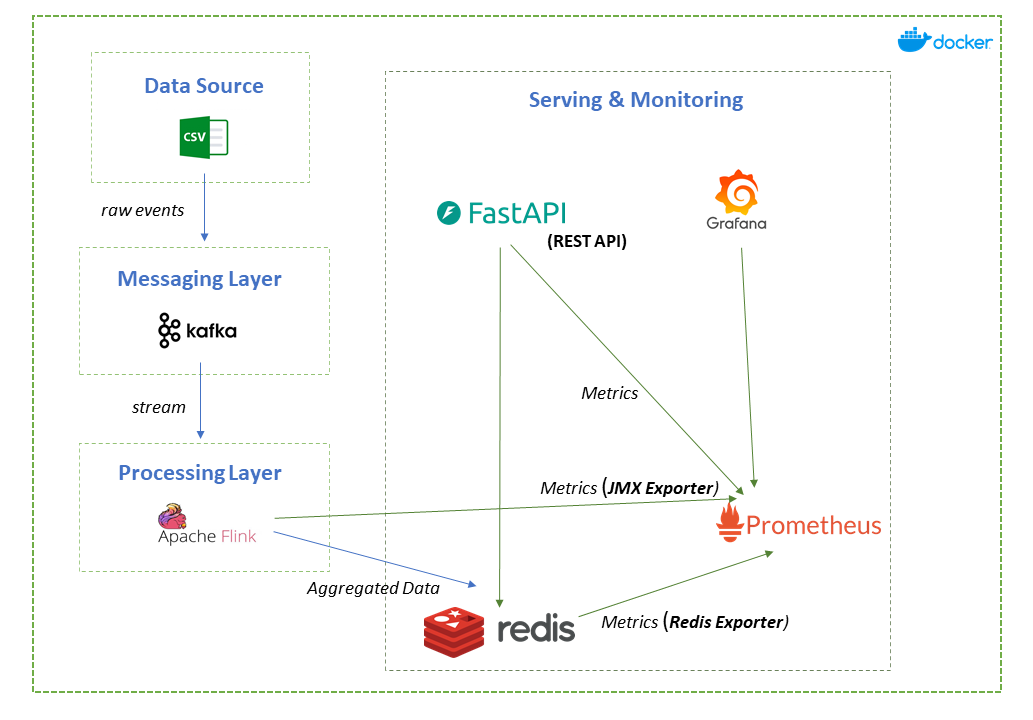 docker
Data Source
CSV
raw events
Messaging Layer
kafka
stream
Processing Layer
Apache Flink
Aggregated Data
Serving & Monitoring
FastAPI
(REST API)
Grafana
Metrics
Metrics (JMX Exporter)
Prometheus
redis
Metrics (Redis Exporter)